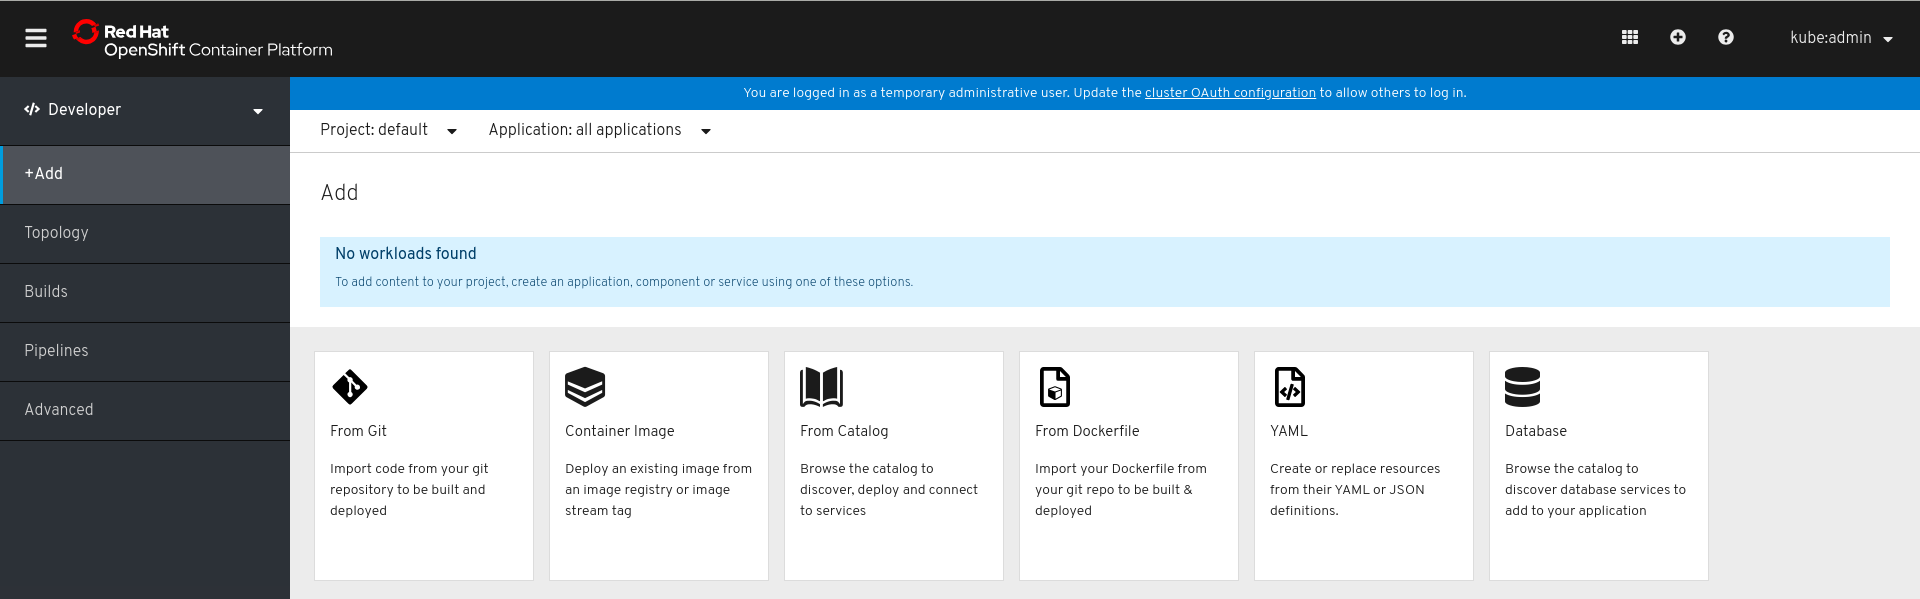 Red Hat
OpenShift Container Platform
kube:admin
Developer
You are logged in as a temporary administrative user. Update the cluster OAuth configuration to allow others to log in.
Project: default
Application: all applications
+Add
Topology
Builds
Pipelines
Advanced
Add
No workloads found
To add content to your project, create an application, component or service using one of these options.
From Git
Import code from your git
repository to be built and
deployed
Container Image
Deploy an existing image from
an image registry or image
stream tag
From Catalog
Browse the catalog to
discover, deploy and connect
to services
From Dockerfile
Import your Dockerfile from
your git repo to be built &
deployed
YAML
Create or replace resources
from their YAML or JSON
definitions.
Database
Browse the catalog to
discover database services to
add to your application